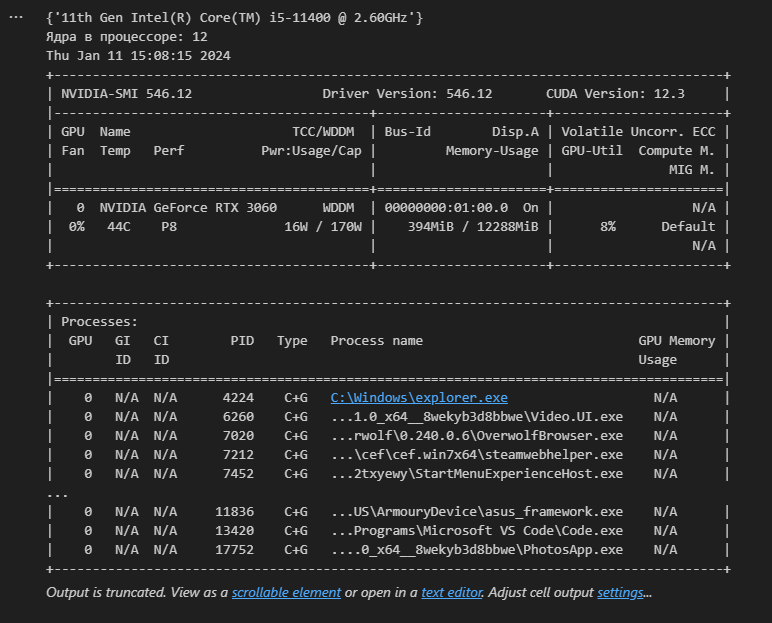 ...
{'11th Gen Intel(R) Core(TM) i5-11400 @ 2.60GHz'}
Ядра в процессоре: 12
Thu Jan 11 15:08:15 2024
+---------------------------------------------------------------------------------------+
| NVIDIA-SMI 546.12                 Driver Version: 546.12       CUDA Version: 12.3     |
|-----------------------------------------+----------------------+----------------------+
| GPU  Name                     TCC/WDDM  | Bus-Id        Disp.A | Volatile Uncorr. ECC |
| Fan  Temp   Perf          Pwr:Usage/Cap |         Memory-Usage | GPU-Util  Compute M. |
|                                         |                      |               MIG M. |
|=========================================+======================+======================|
|   0  NVIDIA GeForce RTX 3060      WDDM  | 00000000:01:00.0  On |                  N/A |
|  0%   44C    P8              16W / 170W |    394MiB / 12288MiB |      8%      Default |
|                                         |                      |                  N/A |
+-----------------------------------------+----------------------+----------------------+

+---------------------------------------------------------------------------------------+
| Processes:                                                                            |
|  GPU   GI   CI        PID   Type   Process name                            GPU Memory |
|        ID   ID                                                             Usage      |
|=======================================================================================|
|    0   N/A  N/A      4224    C+G   C:\Windows\explorer.exe                   N/A      |
|    0   N/A  N/A      6260    C+G   ...1.0_x64__8wekyb3d8bbwe\Video.UI.exe    N/A      |
|    0   N/A  N/A      7020    C+G   ...rwolf\0.240.0.6\OverwolfBrowser.exe    N/A      |
|    0   N/A  N/A      7212    C+G   ...\cef\cef.win7x64\steamwebhelper.exe    N/A      |
|    0   N/A  N/A      7452    C+G   ...2txyewy\StartMenuExperienceHost.exe    N/A      |
...
|    0   N/A  N/A     11836    C+G   ...US\ArmouryDevice\asus_framework.exe    N/A      |
|    0   N/A  N/A     13420    C+G   ...Programs\Microsoft VS Code\Code.exe    N/A      |
|    0   N/A  N/A     17752    C+G   ....0_x64__8wekyb3d8bbwe\PhotosApp.exe    N/A      |
+---------------------------------------------------------------------------------------+
Output is truncated. View as a scrollable element or open in a text editor. Adjust cell output settings...